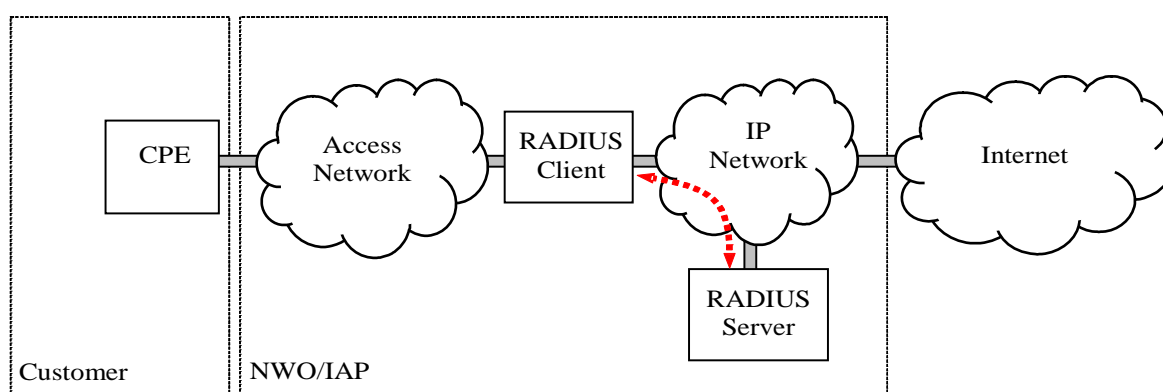 CPE
Access
Network
RADIUS
Client
IP
Network
Internet
RADIUS
Server
Customer
NWO/IAP